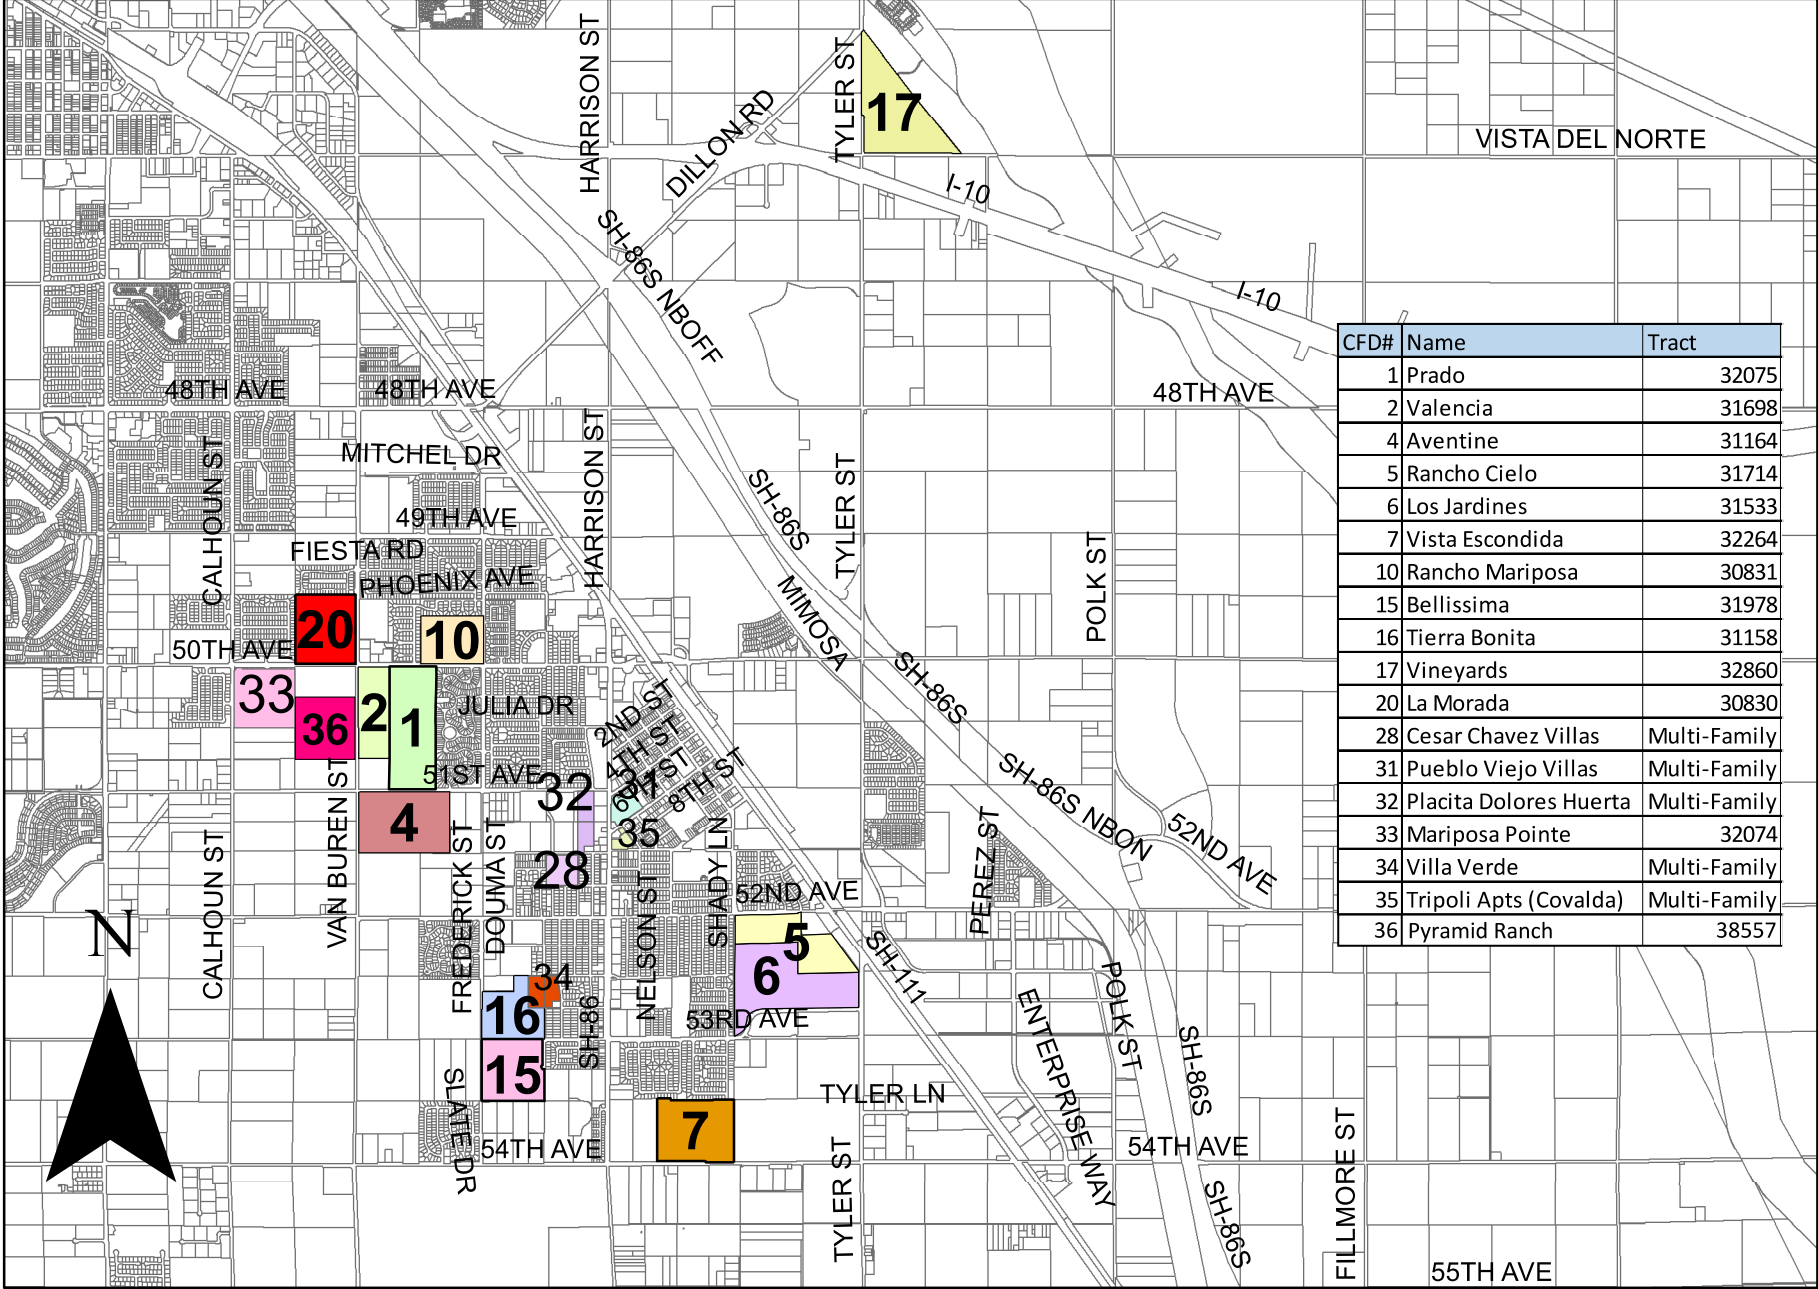 HARRISON ST
TYLER ST
17
DILLON RD
VISTA DEL NORTE
I-10
SH-86S NBOFF
I-10
48TH AVE
48TH AVE
48TH AVE
CALHOUN ST
MITCHEL DR
HARRISON ST
49TH AVE
SH-86S
TYLER ST
FIESTA RD
PHOENIX AVE
POLK ST
MIMOSA
20
10
50TH AVE
33
36
2
1
JULIA DR
2ND ST
4TH ST
6TH ST
8TH ST
SH-86S
51ST AVE
32
31
35
28
4
VAN BUREN ST
CALHOUN ST
FREDERICK ST
DOUMA ST
NELSON ST
SHADY LN
52ND AVE
SH-86S NBON
52ND AVE
PEREZ ST
N
5
6
SH-111
34
16
15
SH-86
53RD AVE
ENTERPRISE WAY
POLK ST
SH-86S
TYLER LN
SLATE DR
54TH AVE
7
54TH AVE
TYLER ST
SH-86S
FILLMORE ST
55TH AVE
CFD# Name Tract
1 Prado 32075
2 Valencia 31698
4 Aventine 31164
5 Rancho Cielo 31714
6 Los Jardines 31533
7 Vista Escondida 32264
10 Rancho Mariposa 30831
15 Bellissima 31978
16 Tierra Bonita 31158
17 Vineyards 32860
20 La Morada 30830
28 Cesar Chavez Villas Multi-Family
31 Pueblo Viejo Villas Multi-Family
32 Placita Dolores Huerta Multi-Family
33 Mariposa Pointe 32074
34 Villa Verde Multi-Family
35 Tripoli Apts (Covalda) Multi-Family
36 Pyramid Ranch 38557